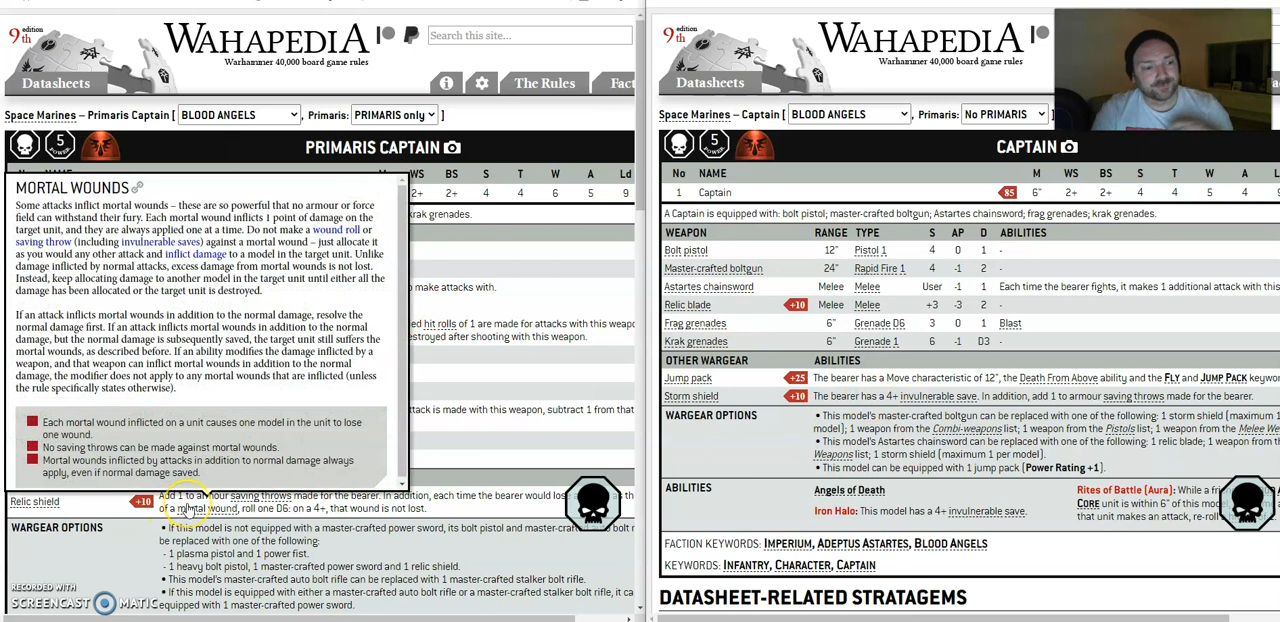 9th edition
WAHAPEDIA
Warhammer 40,000 board game rules
Search this site...
Datasheets
The Rules
Fact
Space Marines – Primaris Captain [ BLOOD ANGELS , Primaris: PRIMARIS only ]
5 POWER
PRIMARIS CAPTAIN
WS BS S T W A Ld
2+ 2+ 4 4 6 5 9
krak grenades.
MORTAL WOUNDS
Some attacks inflict mortal wounds – these are so powerful that no armour or force
field can withstand their fury. Each mortal wound inflicts 1 point of damage on the
target unit, and they are always applied one at a time. Do not make a wound roll or
saving throw (including invulnerable saves) against a mortal wound – just allocate it
as you would any other attack and inflict damage to a model in the target unit. Unlike
damage inflicted by normal attacks, excess damage from mortal wounds is not lost.
Instead, keep allocating damage to another model in the target unit until either all the
damage has been allocated or the target unit is destroyed.
If an attack inflicts mortal wounds in addition to the normal damage, resolve the
normal damage first. If an attack inflicts mortal wounds in addition to the normal
damage, but the normal damage is subsequently saved, the target unit still suffers the
mortal wounds, as described before. If an ability modifies the damage inflicted by a
weapon, and that weapon can inflict mortal wounds in addition to the normal
damage, the modifier does not apply to any mortal wounds that are inflicted (unless
the rule specifically states otherwise).
Each mortal wound inflicted on a unit causes one model in the unit to lose
one wound.
No saving throws can be made against mortal wounds.
Mortal wounds inflicted by attacks in addition to normal damage always
apply, even if normal damage saved.
make attacks with.
hit rolls of 1 are made for attacks with this weapo
estroyed after shooting with this weapon.
ttack is made with this weapon, subtract 1 from that
Relic shield +10 Add 1 to armour saving throws made for the bearer. In addition, each time the bearer would lose
of a mortal wound, roll one D6: on a 4+, that wound is not lost.
WARGEAR OPTIONS • If this model is not equipped with a master-crafted power sword, its bolt pistol and master-crafted auto bolt r
be replaced with one of the following:
- 1 plasma pistol and 1 power fist.
- 1 heavy bolt pistol, 1 master-crafted power sword and 1 relic shield.
• This model's master-crafted auto bolt rifle can be replaced with 1 master-crafted stalker bolt rifle.
• If this model is equipped with either a master-crafted auto bolt rifle or a master-crafted stalker bolt rifle, it ca
equipped with 1 master-crafted power sword.
RECORDED WITH
SCREENCAST MATIC
9th edition
WAHAPEDIA
Warhammer 40,000 board game rules
Datasheets
Space Marines – Captain [ BLOOD ANGELS , Primaris: No PRIMARIS ]
5 POWER
CAPTAIN
No NAME M WS BS S T W A L
1 Captain 85 6" 2+ 2+ 4 4 5 4 9
A Captain is equipped with: bolt pistol; master-crafted boltgun; Astartes chainsword; frag grenades; krak grenades.
WEAPON RANGE TYPE S AP D ABILITIES
Bolt pistol 12" Pistol 1 4 0 1 -
Master-crafted boltgun 24" Rapid Fire 1 4 -1 2 -
Astartes chainsword Melee Melee User -1 1 Each time the bearer fights, it makes 1 additional attack with this
Relic blade +10 Melee Melee +3 -3 2 -
Frag grenades 6" Grenade D6 3 0 1 Blast
Krak grenades 6" Grenade 1 6 -1 D3 -
OTHER WARGEAR ABILITIES
Jump pack +25 The bearer has a Move characteristic of 12", the Death From Above ability and the FLY and JUMP PACK keywo
Storm shield +10 The bearer has a 4+ invulnerable save. In addition, add 1 to armour saving throws made for the bearer.
WARGEAR OPTIONS • This model's master-crafted boltgun can be replaced with one of the following: 1 storm shield (maximum 1
model); 1 weapon from the Combi-weapons list; 1 weapon from the Pistols list; 1 weapon from the Melee We
• This model's Astartes chainsword can be replaced with one of the following: 1 relic blade; 1 weapon from t
Weapons list; 1 storm shield (maximum 1 per model).
• This model can be equipped with 1 jump pack (Power Rating +1).
ABILITIES Angels of Death
Iron Halo: This model has a 4+ invulnerable save.
Rites of Battle (Aura): While a frie
CORE unit is within 6" of this model
that unit makes an attack, re-roll
FACTION KEYWORDS: IMPERIUM, ADEPTUS ASTARTES, BLOOD ANGELS
KEYWORDS: INFANTRY, CHARACTER, CAPTAIN
DATASHEET-RELATED STRATAGEMS